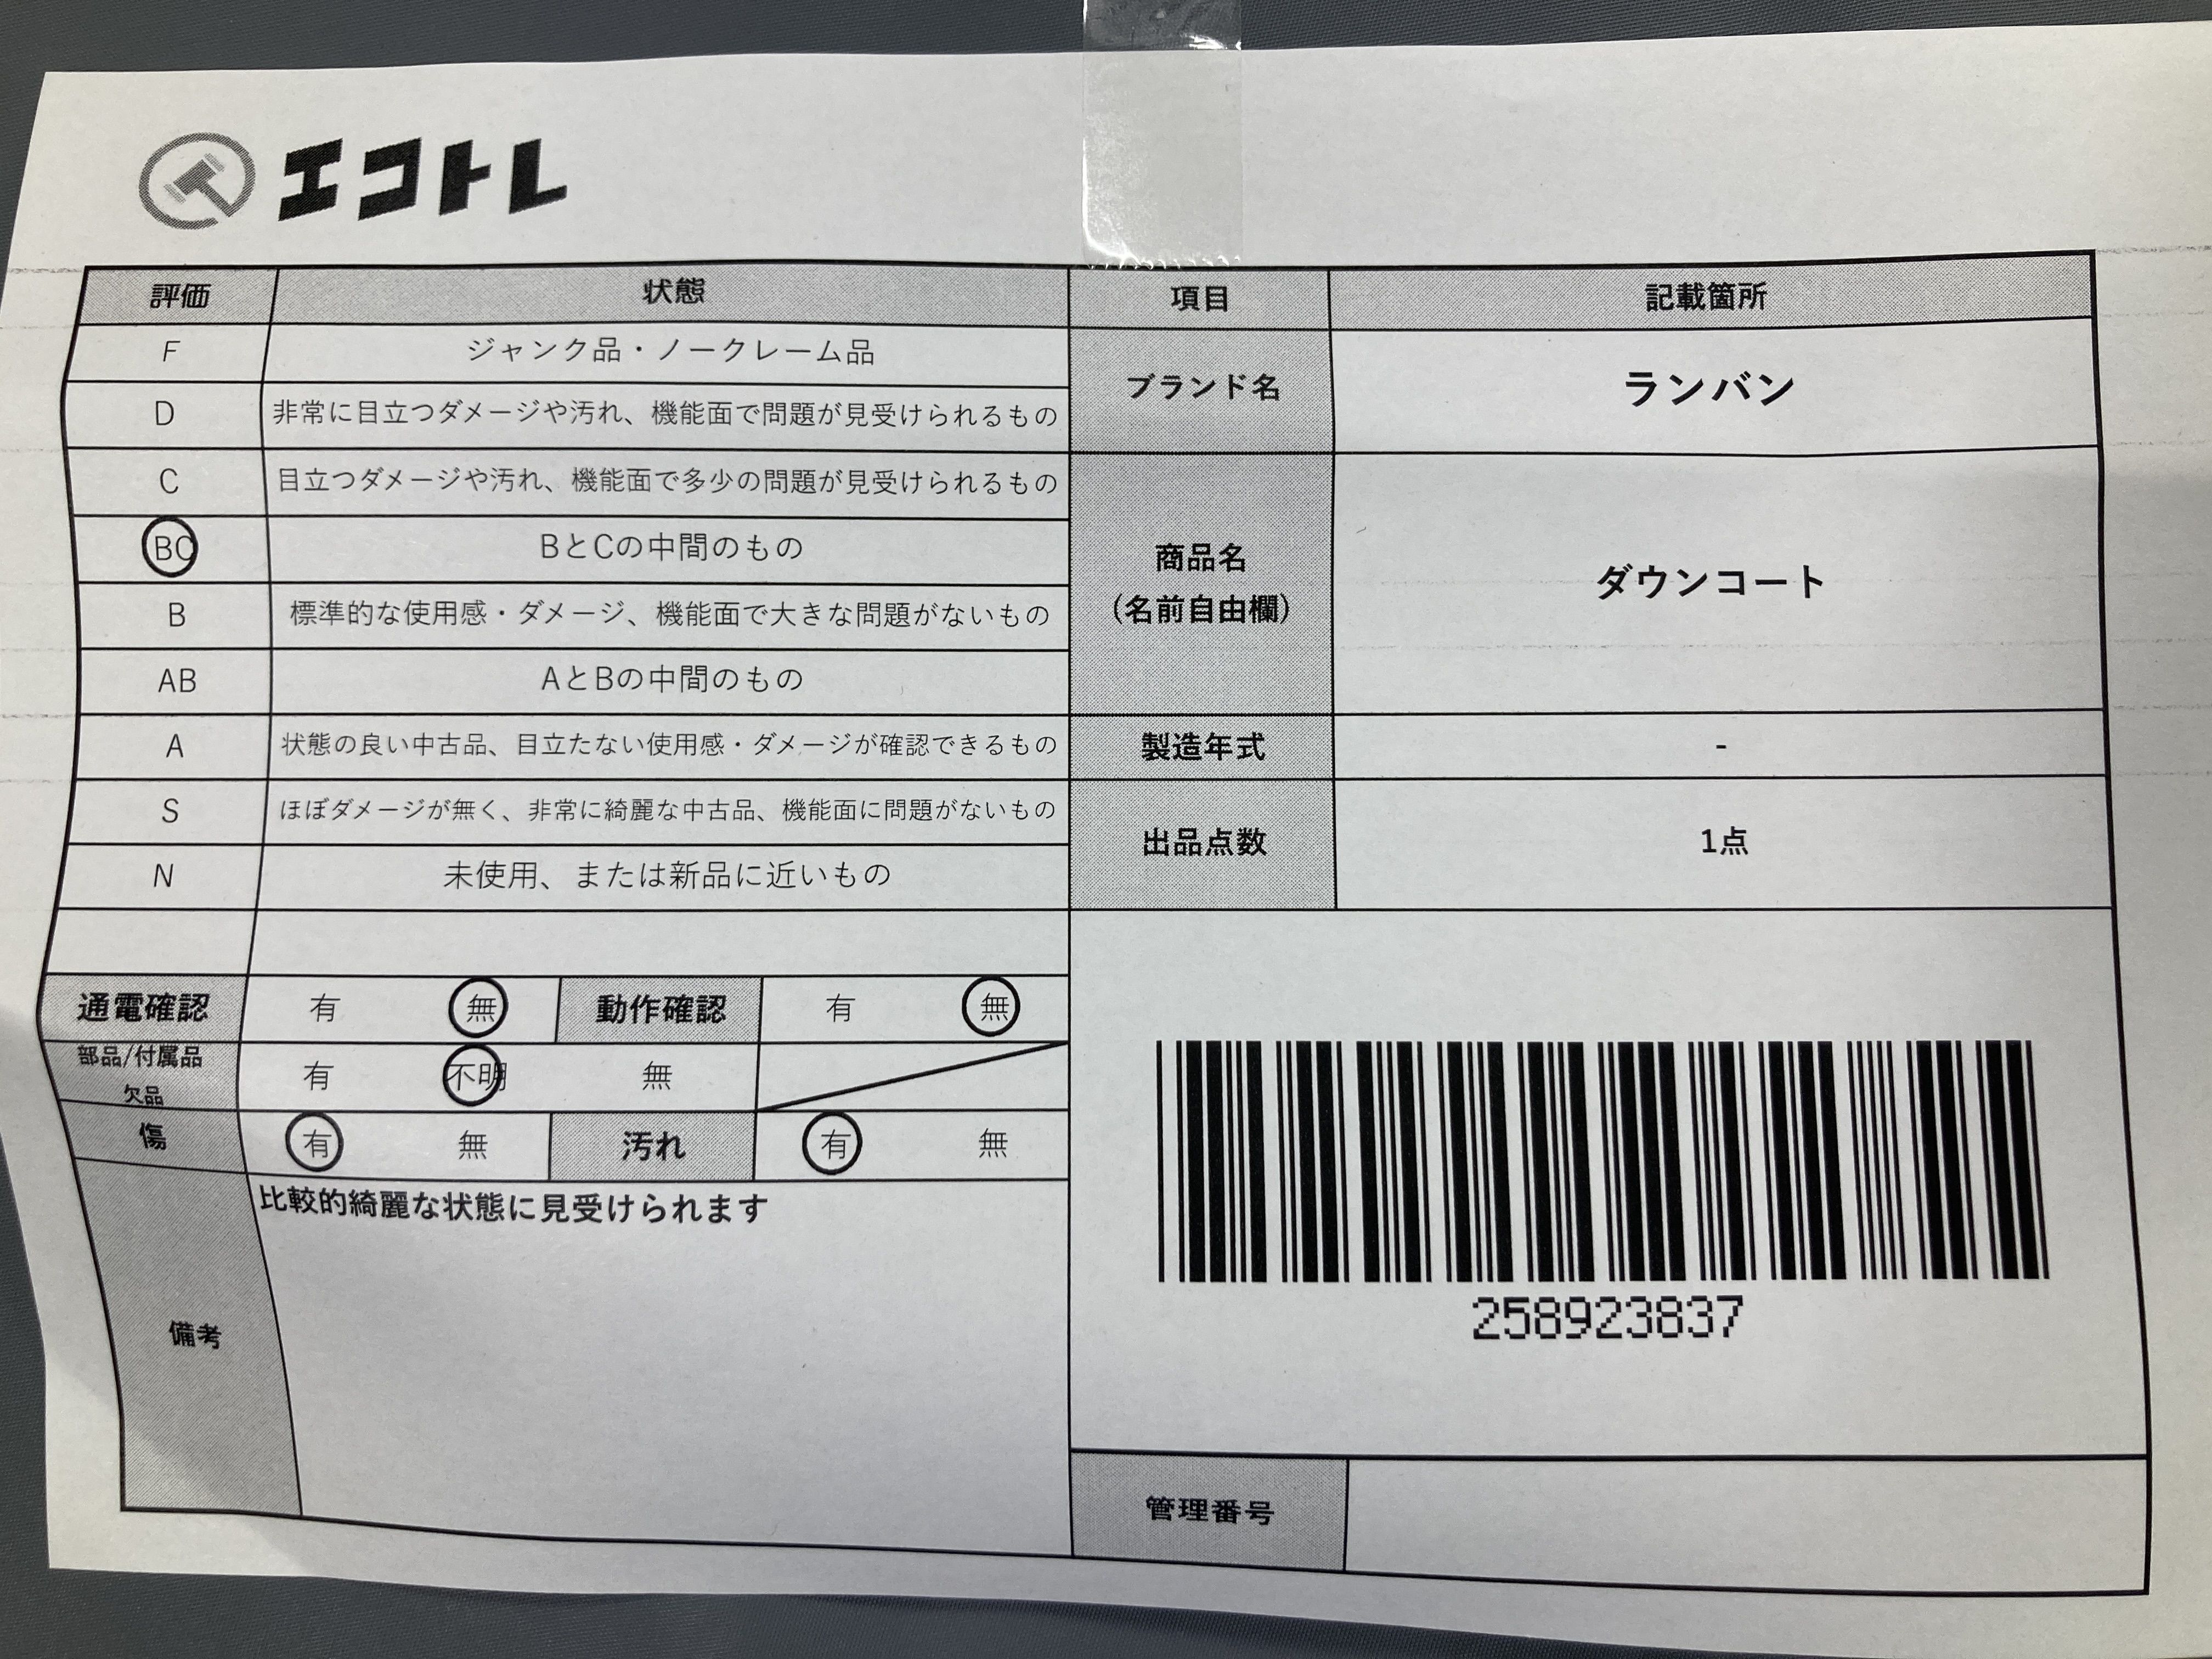 エコトレ
評価 状態
F ジャンク品・ノークレーム品
D 非常に目立つダメージや汚れ、機能面で問題が見受けられるもの
C 目立つダメージや汚れ、機能面で多少の問題が見受けられるもの
BC BとCの中間のもの
B 標準的な使用感・ダメージ、機能面で大きな問題がないもの
AB AとBの中間のもの
A 状態の良い中古品、目立たない使用感・ダメージが確認できるもの
S ほぼダメージが無く、非常に綺麗な中古品、機能面に問題がないもの
N 未使用、または新品に近いもの
通電確認 有 無 動作確認 有 無
部品/付属品
欠品 有 不明 無
傷 有 無 汚れ 有 無
備考 比較的綺麗な状態に見受けられます
項目 記載箇所
ブランド名 ランバン
商品名
(名前自由欄) ダウンコート
製造年式 -
出品点数 1点
258923837
管理番号